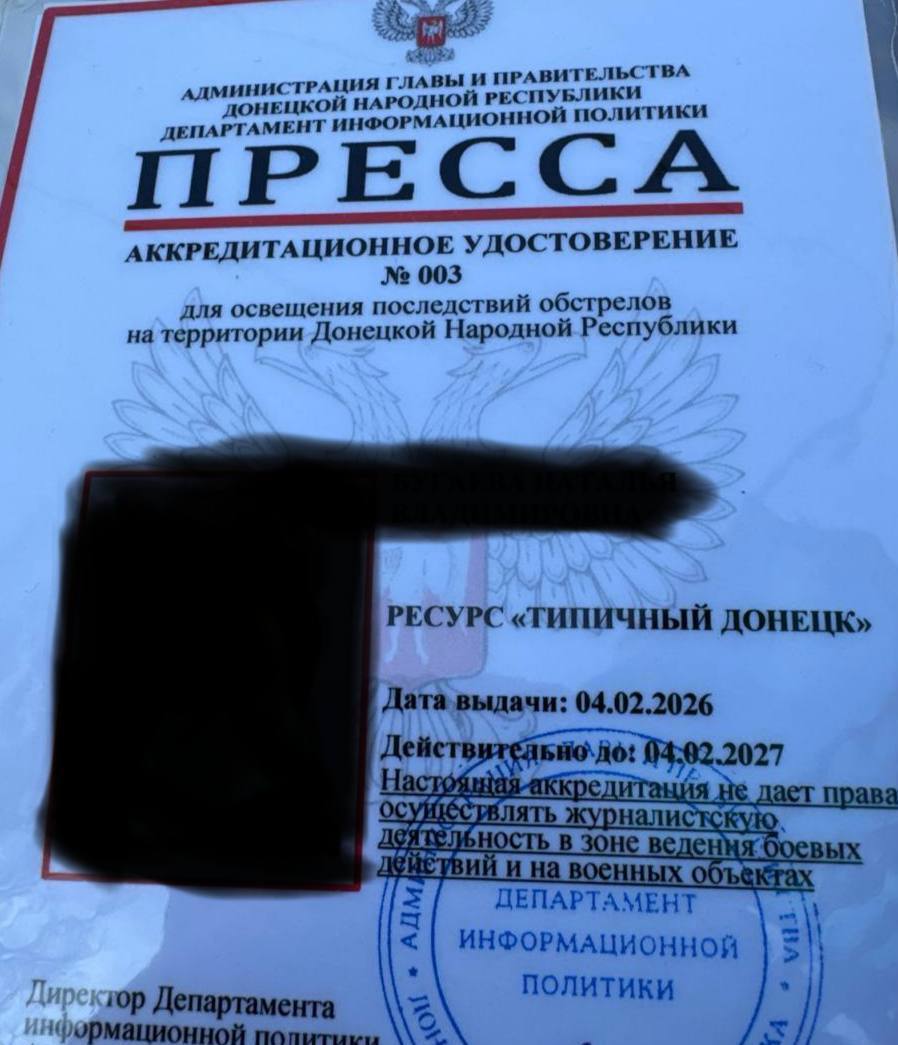 АДМИНИСТРАЦИЯ ГЛАВЫ И ПРАВИТЕЛЬСТВА
ДОНЕЦКОЙ НАРОДНОЙ РЕСПУБЛИКИ
ДЕПАРТАМЕНТ ИНФОРМАЦИОННОЙ ПОЛИТИКИ
ПРЕССА
АККРЕДИТАЦИОННОЕ УДОСТОВЕРЕНИЕ
№ 003
для освещения последствий обстрелов
на территории Донецкой Народной Республики
РЕСУРС «ТИПИЧНЫЙ ДОНЕЦК»
Дата выдачи: 04.02.2026
Действительно до: 04.02.2027
Настоящая аккредитация не дает права
осуществлять журналистскую
деятельность в зоне ведения боевых
действий и на военных объектах
ДЕПАРТАМЕНТ
ИНФОРМАЦИОННОЙ
ПОЛИТИКИ
Директор Департамента
информационной политики